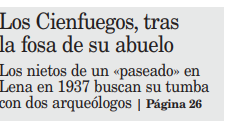 Los Cienfuegos, tras
la fosa de su abuelo
Los nietos de un «paseado» en
Lena en 1937 buscan su tumba
con dos arqueólogos | Página 26